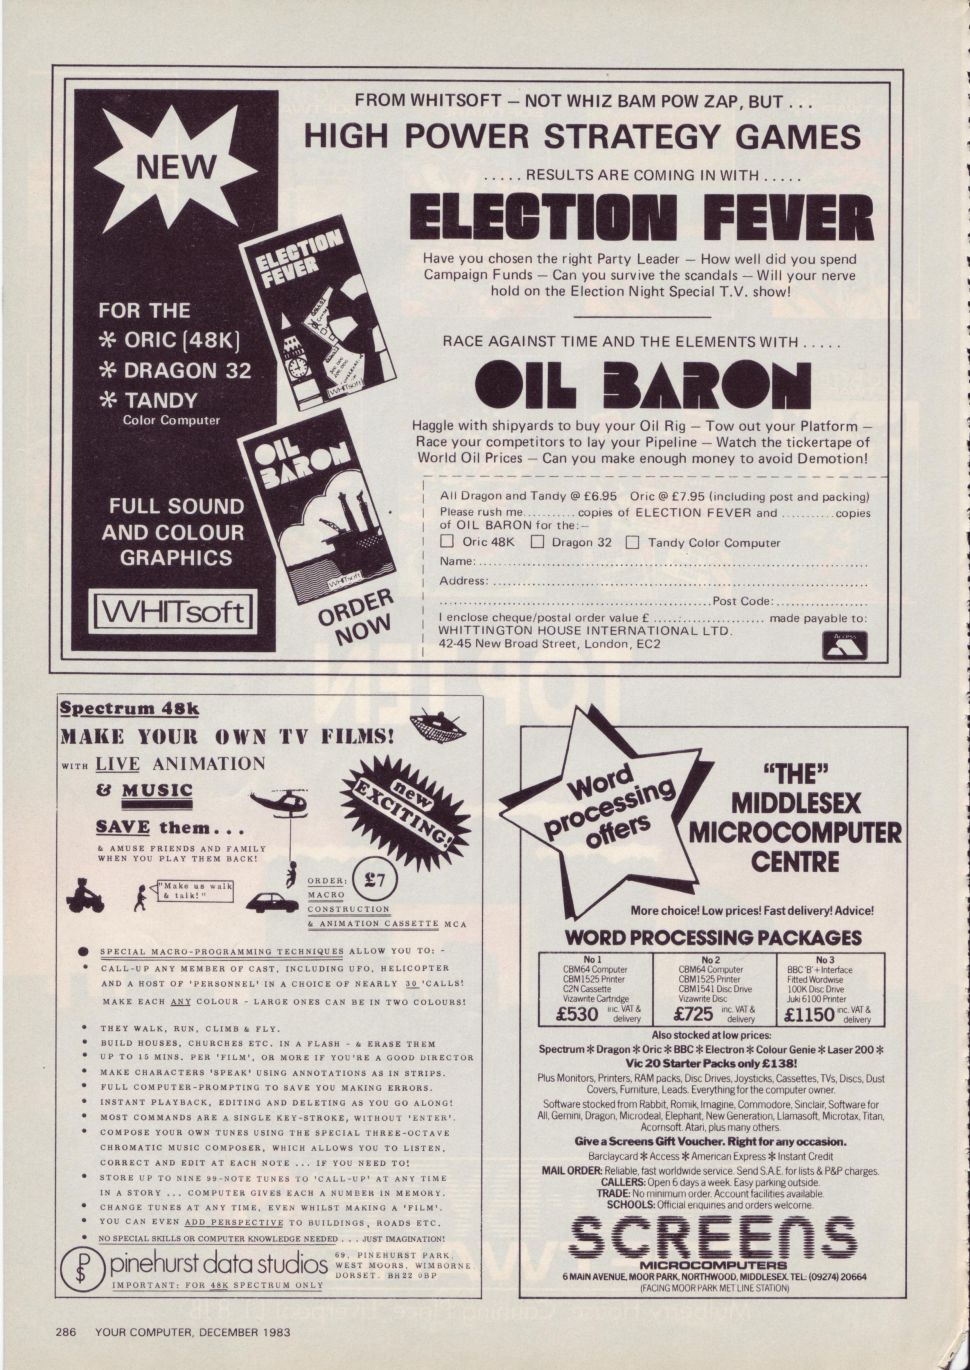 NEW
FOR THE
* ORIC (48K)
* DRAGON 32
* TANDY
Color Computer
FULL SOUND
AND COLOUR
GRAPHICS
WHITsoft
ELECTION
FEVER
WHITsoft
OIL
BARON
WHITsoft
ORDER
NOW
FROM WHITSOFT – NOT WHIZ BAM POW ZAP, BUT . . .
HIGH POWER STRATEGY GAMES
. . . . . RESULTS ARE COMING IN WITH . . . . .
ELECTION FEVER
Have you chosen the right Party Leader – How well did you spend
Campaign Funds – Can you survive the scandals – Will your nerve
hold on the Election Night Special T.V. show!
RACE AGAINST TIME AND THE ELEMENTS WITH . . . . .
OIL BARON
Haggle with shipyards to buy your Oil Rig – Tow out your Platform –
Race your competitors to lay your Pipeline – Watch the tickertape of
World Oil Prices – Can you make enough money to avoid Demotion!
All Dragon and Tandy @ £6.95 Oric @ £7.95 (including post and packing)
Please rush me.......... copies of ELECTION FEVER and ..........copies
of OIL BARON for the:–
Oric 48K Dragon 32 Tandy Color Computer
Name:..........
Address:..........
..........Post Code:..........
I enclose cheque/postal order value £ .......... made payable to:
WHITTINGTON HOUSE INTERNATIONAL LTD.
42-45 New Broad Street, London, EC2
Access
Spectrum 48k
MAKE YOUR OWN TV FILMS!
WITH LIVE ANIMATION
& MUSIC
SAVE them...
& AMUSE FRIENDS AND FAMILY
WHEN YOU PLAY THEM BACK!
new
EXCITING!
"Make us walk
& talk!"
ORDER: £7
MACRO
CONSTRUCTION
& ANIMATION CASSETTE MCA
● SPECIAL MACRO-PROGRAMMING TECHNIQUES ALLOW YOU TO: -
• CALL-UP ANY MEMBER OF CAST, INCLUDING UFO, HELICOPTER
AND A HOST OF 'PERSONNEL' IN A CHOICE OF NEARLY 30 'CALLS!
MAKE EACH ANY COLOUR - LARGE ONES CAN BE IN TWO COLOURS!
• THEY WALK, RUN, CLIMB & FLY.
• BUILD HOUSES, CHURCHES ETC. IN A FLASH - & ERASE THEM
• UP TO 15 MINS. PER 'FILM', OR MORE IF YOU'RE A GOOD DIRECTOR
• MAKE CHARACTERS 'SPEAK' USING ANNOTATIONS AS IN STRIPS.
• FULL COMPUTER-PROMPTING TO SAVE YOU MAKING ERRORS.
• INSTANT PLAYBACK, EDITING AND DELETING AS YOU GO ALONG!
• MOST COMMANDS ARE A SINGLE KEY-STROKE, WITHOUT 'ENTER'.
• COMPOSE YOUR OWN TUNES USING THE SPECIAL THREE-OCTAVE
CHROMATIC MUSIC COMPOSER, WHICH ALLOWS YOU TO LISTEN,
CORRECT AND EDIT AT EACH NOTE ... IF YOU NEED TO!
• STORE UP TO NINE 99-NOTE TUNES TO 'CALL-UP' AT ANY TIME
IN A STORY ... COMPUTER GIVES EACH A NUMBER IN MEMORY.
• CHANGE TUNES AT ANY TIME, EVEN WHILST MAKING A 'FILM'.
• YOU CAN EVEN ADD PERSPECTIVE TO BUILDINGS, ROADS ETC.
• NO SPECIAL SKILLS OR COMPUTER KNOWLEDGE NEEDED . . . JUST IMAGINATION!
pinehurst data studios
IMPORTANT: FOR 48K SPECTRUM ONLY
69, PINEHURST PARK,
WEST MOORS, WIMBORNE,
DORSET. BH22 0BP
Word
processing
offers
"THE"
MIDDLESEX
MICROCOMPUTER
CENTRE
More choice! Low prices! Fast delivery! Advice!
WORD PROCESSING PACKAGES
No 1
CBM64 Computer
CBM1525 Printer
C2N Cassette
Vizawrite Cartridge
£530 inc. VAT & delivery
No 2
CBM64 Computer
CBM1525 Printer
CBM1541 Disc Drive
Vizawrite Disc
£725 inc. VAT & delivery
No 3
BBC 'B' + Interface
Fitted Wordwise
100K Disc Drive
Juki 6100 Printer
£1150 inc. VAT & delivery
Also stocked at low prices:
Spectrum * Dragon * Oric * BBC * Electron * Colour Genie * Laser 200 *
Vic 20 Starter Packs only £138!
Plus Monitors, Printers, RAM packs, Disc Drives, Joysticks, Cassettes, TVs, Discs, Dust
Covers, Furniture, Leads. Everything for the computer owner.
Software stocked from Rabbit, Romik, Imagine, Commodore, Sinclair, Software for
All, Gemini, Dragon, Microdeal, Elephant, New Generation, Llamasoft, Microtax, Titan,
Acornsoft. Atari, plus many others.
Give a Screens Gift Voucher. Right for any occasion.
Barclaycard * Access * American Express * Instant Credit
MAIL ORDER: Reliable, fast worldwide service. Send S.A.E. for lists & P&P charges.
CALLERS: Open 6 days a week. Easy parking outside.
TRADE: No minimum order. Account facilities available.
SCHOOLS: Official enquiries and orders welcome.
SCREENS
MICROCOMPUTERS
6 MAIN AVENUE, MOOR PARK, NORTHWOOD, MIDDLESEX. TEL: (09274) 20664
(FACING MOOR PARK MET LINE STATION)
286 YOUR COMPUTER, DECEMBER 1983